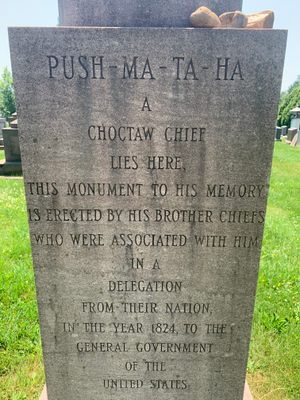 PUSH-MA-TA-HA
A
CHOCTAW CHIEF
LIES HERE,
THIS MONUMENT TO HIS MEMORY,
IS ERECTED BY HIS BROTHER CHIEFS
WHO WERE ASSOCIATED WITH HIM
IN A
DELEGATION
FROM THEIR NATION,
IN THE YEAR 1824, TO THE
GENERAL GOVERNMENT
OF THE
UNITED STATES